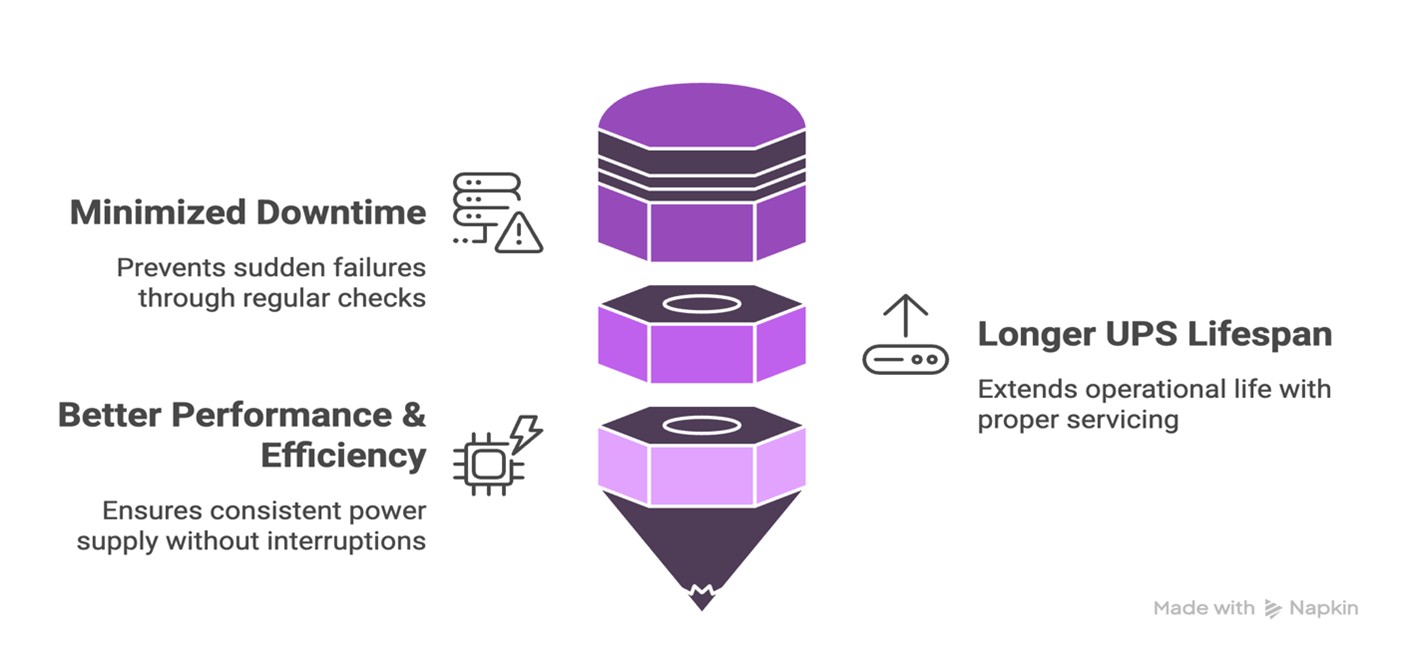 Minimized Downtime
Prevents sudden failures
through regular checks
Longer UPS Lifespan
Extends operational life with
proper servicing
Better Performance &
Efficiency
Ensures consistent power
supply without interruptions
Made with Napkin